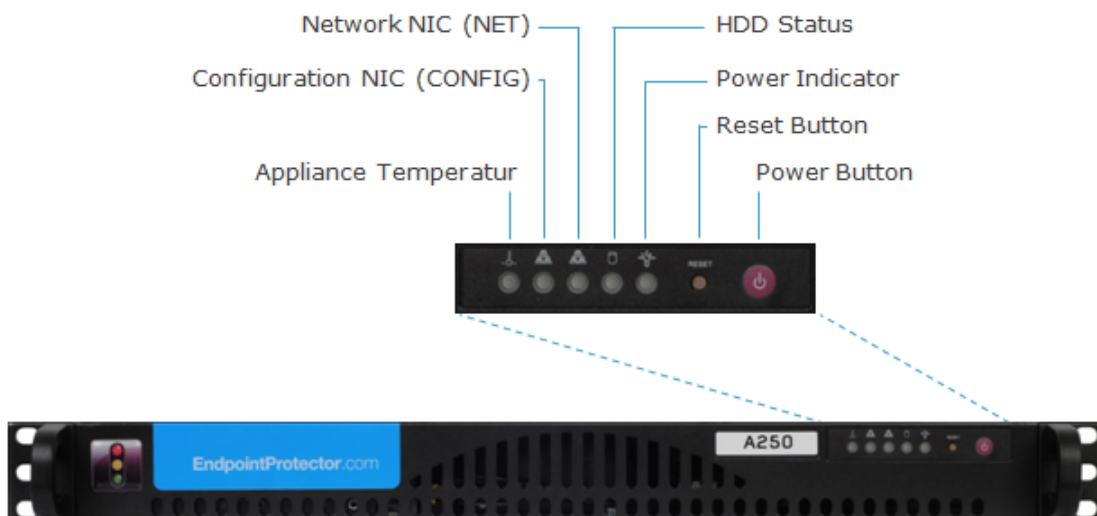 Network NIC (NET)
HDD Status
Configuration NIC (CONFIG)
Power Indicator
Reset Button
Appliance Temperatur
Power Button
RESET
A250
EndpointProtector.com
RESET